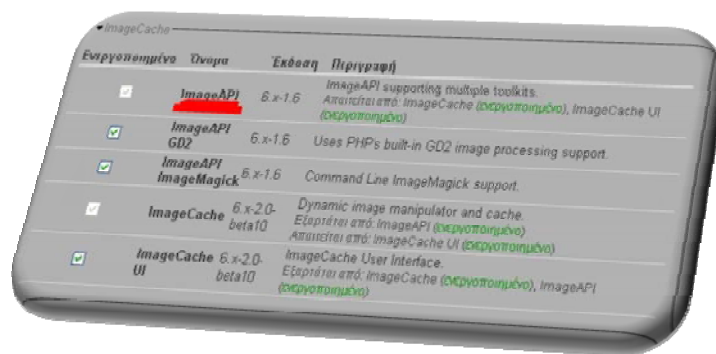 ImageCache
Ενεργοποιημένο Όνομα Έκδοση Περιγραφή
ImageAPI 6.x-1.6 ImageAPI supporting multiple toolkits.
Απαιτείται από: ImageCache (ενεργοποιημένο), ImageCache UI
(ενεργοποιημένο)
ImageAPI
GD2 6.x-1.6 Uses PHPs built-in GD2 image processing support.
ImageAPI
ImageMagick 6.x-1.6 Command Line ImageMagick support.
ImageCache 6.x-2.0-
beta10 Dynamic image manipulator and cache.
Εξαρτάται από: ImageAPI (ενεργοποιημένο)
Απαιτείται από: ImageCache UI (ενεργοποιημένο)
ImageCache
UI 6.x-2.0-
beta10 ImageCache User Interface.
Εξαρτάται από: ImageCache (ενεργοποιημένο), ImageAPI
(ενεργοποιημένο)